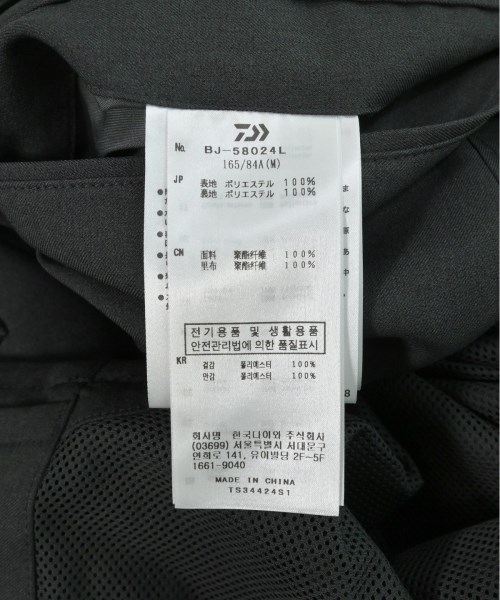 No. BJ-58024L
165/84A(M)
JP 表地 ポリエステル 100%
裏地 ポリエステル 100%
CN 面料 聚酯纤维 100%
里布 聚酯纤维 100%
전기용품 및 생활용품
안전관리법에 의한 품질표시
KR 겉감 폴리에스터 100%
안감 폴리에스터 100%
회사명 한국다이와 주식회사
(03699) 서울특별시 서대문구
연희로 141, 유이빌딩 2F-5F
1661-9040
MADE IN CHINA
TS34424S1